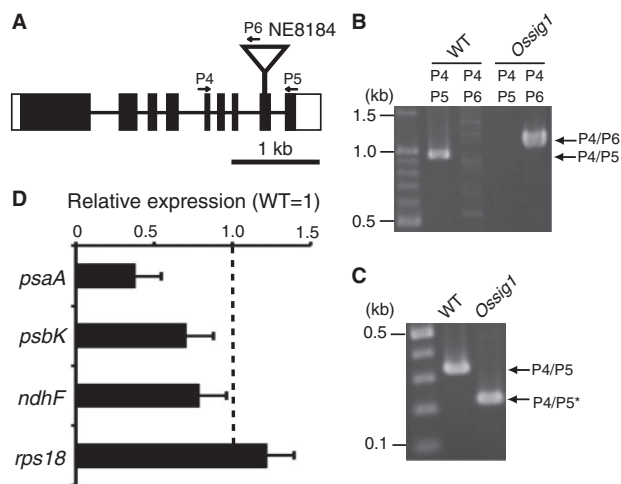 A
P6 NE8184
P4
P5
1 kb
B
WT
Ossig1
P4 P4 P4 P4
P5 P6 P5 P6
(kb)
1.5
1.0
0.5
P4/P6
P4/P5
C
WT
Ossig1
(kb)
0.5
0.1
P4/P5
P4/P5*
D
Relative expression (WT=1)
0 0.5 1.0 1.5
psaA
psbK
ndhF
rps18